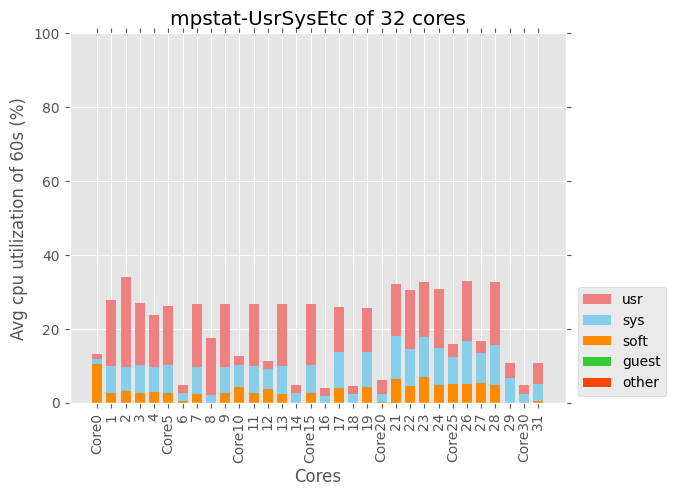 mpstat-UsrSysEtc of 32 cores
Avg cpu utilization of 60s (%)
100
80
60
40
20
0
Core0
1
2
3
4
Core5
6
7
8
9
Core10
11
12
13
14
Core15
16
17
18
19
Core20
21
22
23
24
Core25
26
27
28
29
Core30
31
Cores
usr
sys
soft
guest
other